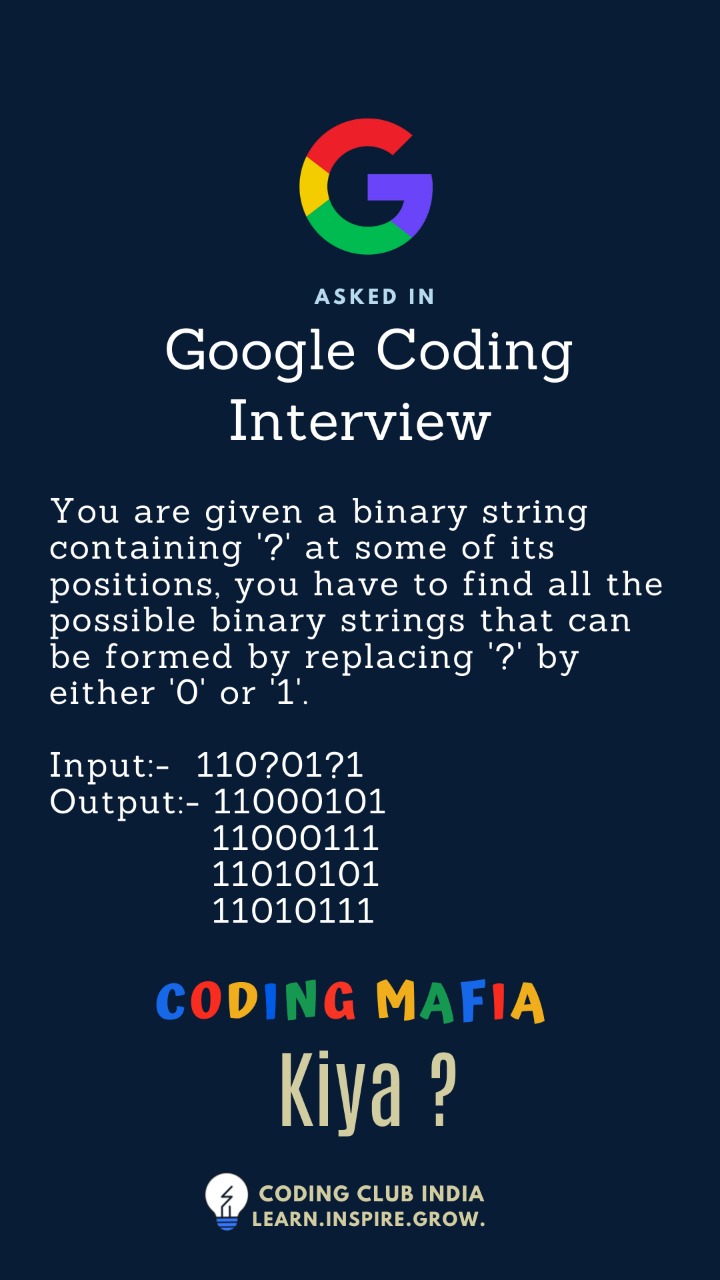 ASKED IN
Google Coding
Interview
You are given a binary string
containing '?' at some of its
positions, you have to find all the
possible binary strings that can
be formed by replacing '?' by
either '0' or '1'.
Input:- 110?01?1
Output:- 11000101
11000111
11010101
11010111
CODING MAFIA
Kiya ?
CODING CLUB INDIA
LEARN.INSPIRE.GROW.